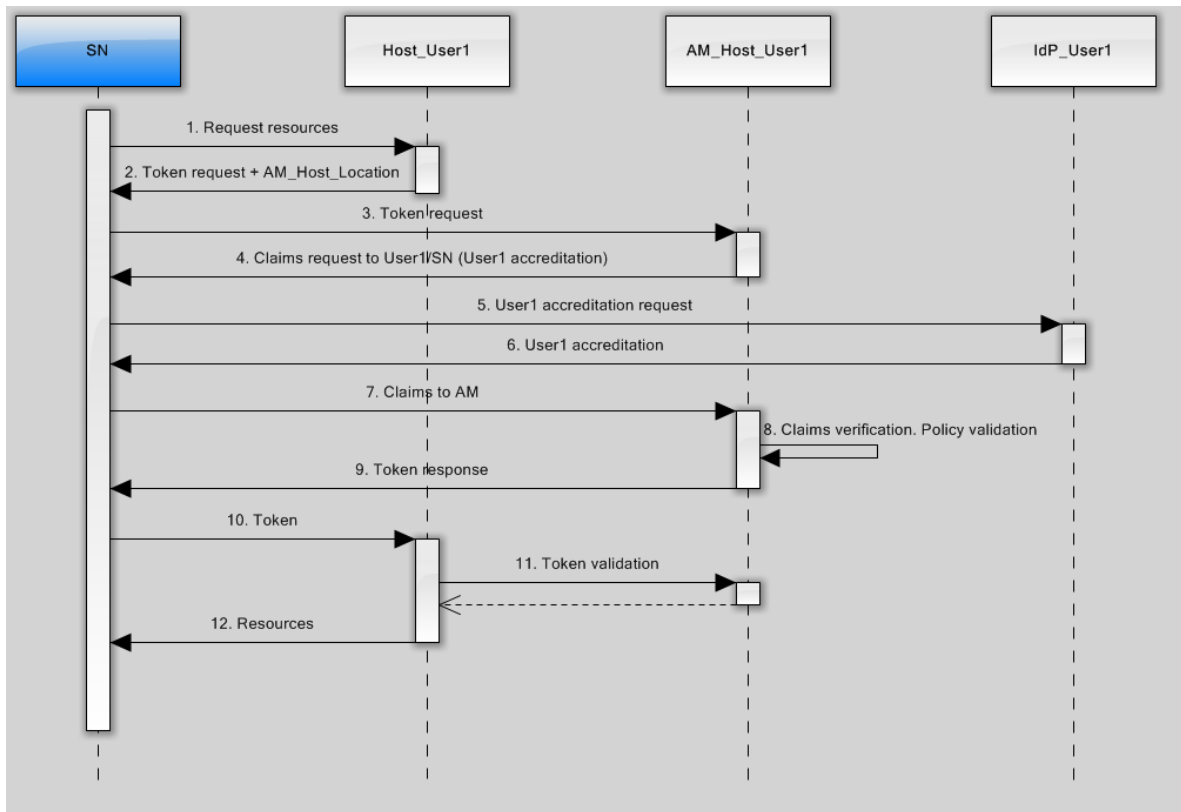 SN
Host_User1
AM_Host_User1
IdP_User1
1. Request resources
2. Token request + AM_Host_Location
3. Token request
4. Claims request to User1/SN (User1 accreditation)
5. User1 accreditation request
6. User1 accreditation
7. Claims to AM
8. Claims verification. Policy validation
9. Token response
10. Token
11. Token validation
12. Resources